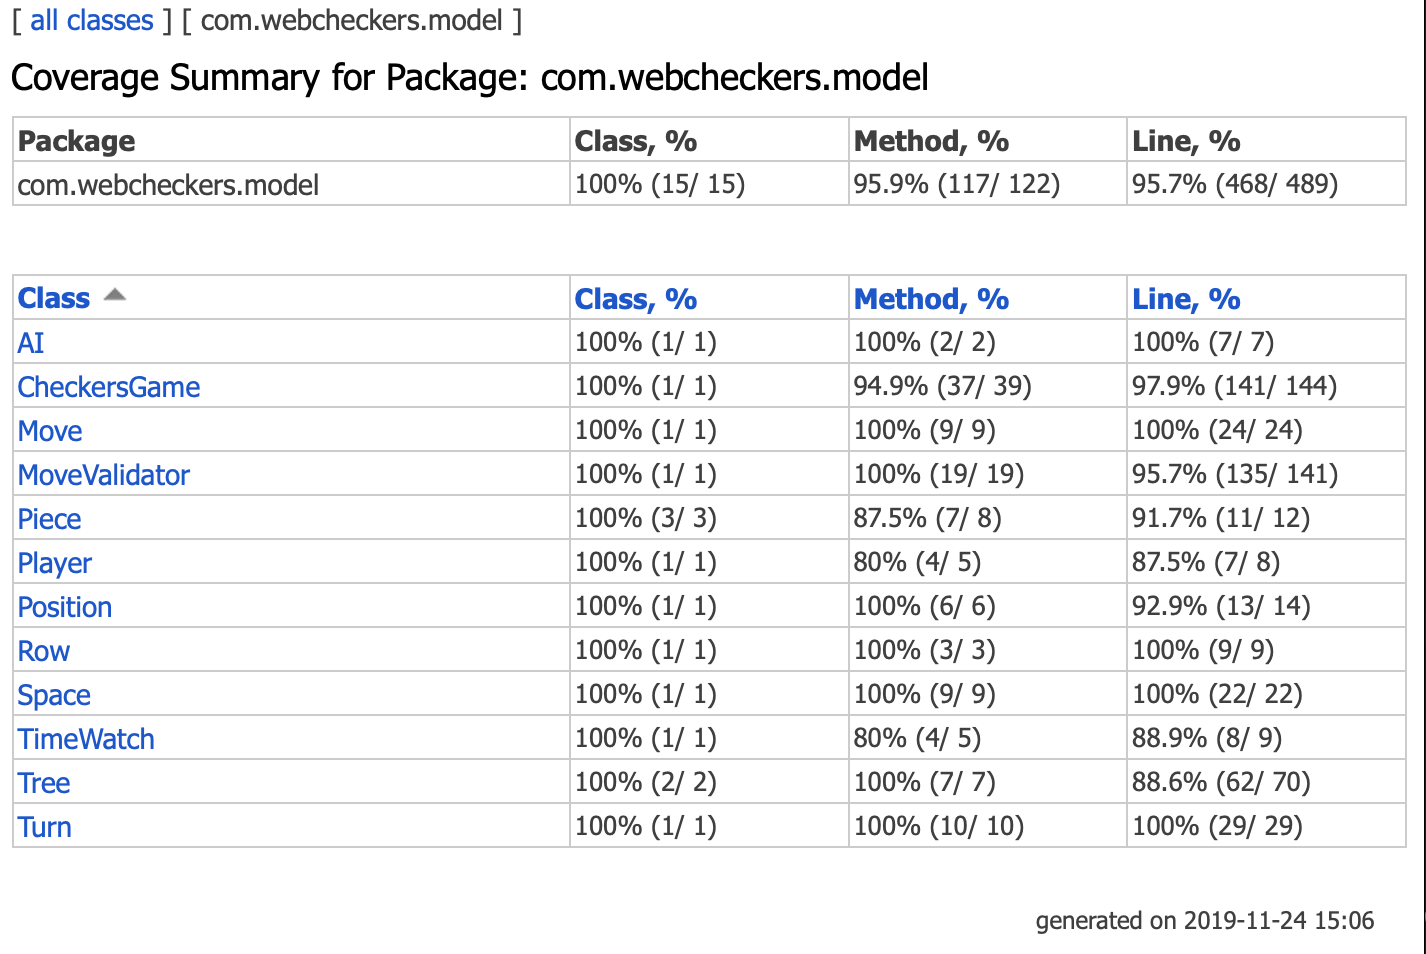 [ all classes ] [ com.webcheckers.model ]
Coverage Summary for Package: com.webcheckers.model
Package Class, % Method, % Line, %
com.webcheckers.model 100% (15/ 15) 95.9% (117/ 122) 95.7% (468/ 489)
Class Class, % Method, % Line, %
AI 100% (1/ 1) 100% (2/ 2) 100% (7/ 7)
CheckersGame 100% (1/ 1) 94.9% (37/ 39) 97.9% (141/ 144)
Move 100% (1/ 1) 100% (9/ 9) 100% (24/ 24)
MoveValidator 100% (1/ 1) 100% (19/ 19) 95.7% (135/ 141)
Piece 100% (3/ 3) 87.5% (7/ 8) 91.7% (11/ 12)
Player 100% (1/ 1) 80% (4/ 5) 87.5% (7/ 8)
Position 100% (1/ 1) 100% (6/ 6) 92.9% (13/ 14)
Row 100% (1/ 1) 100% (3/ 3) 100% (9/ 9)
Space 100% (1/ 1) 100% (9/ 9) 100% (22/ 22)
TimeWatch 100% (1/ 1) 80% (4/ 5) 88.9% (8/ 9)
Tree 100% (2/ 2) 100% (7/ 7) 88.6% (62/ 70)
Turn 100% (1/ 1) 100% (10/ 10) 100% (29/ 29)
generated on 2019-11-24 15:06